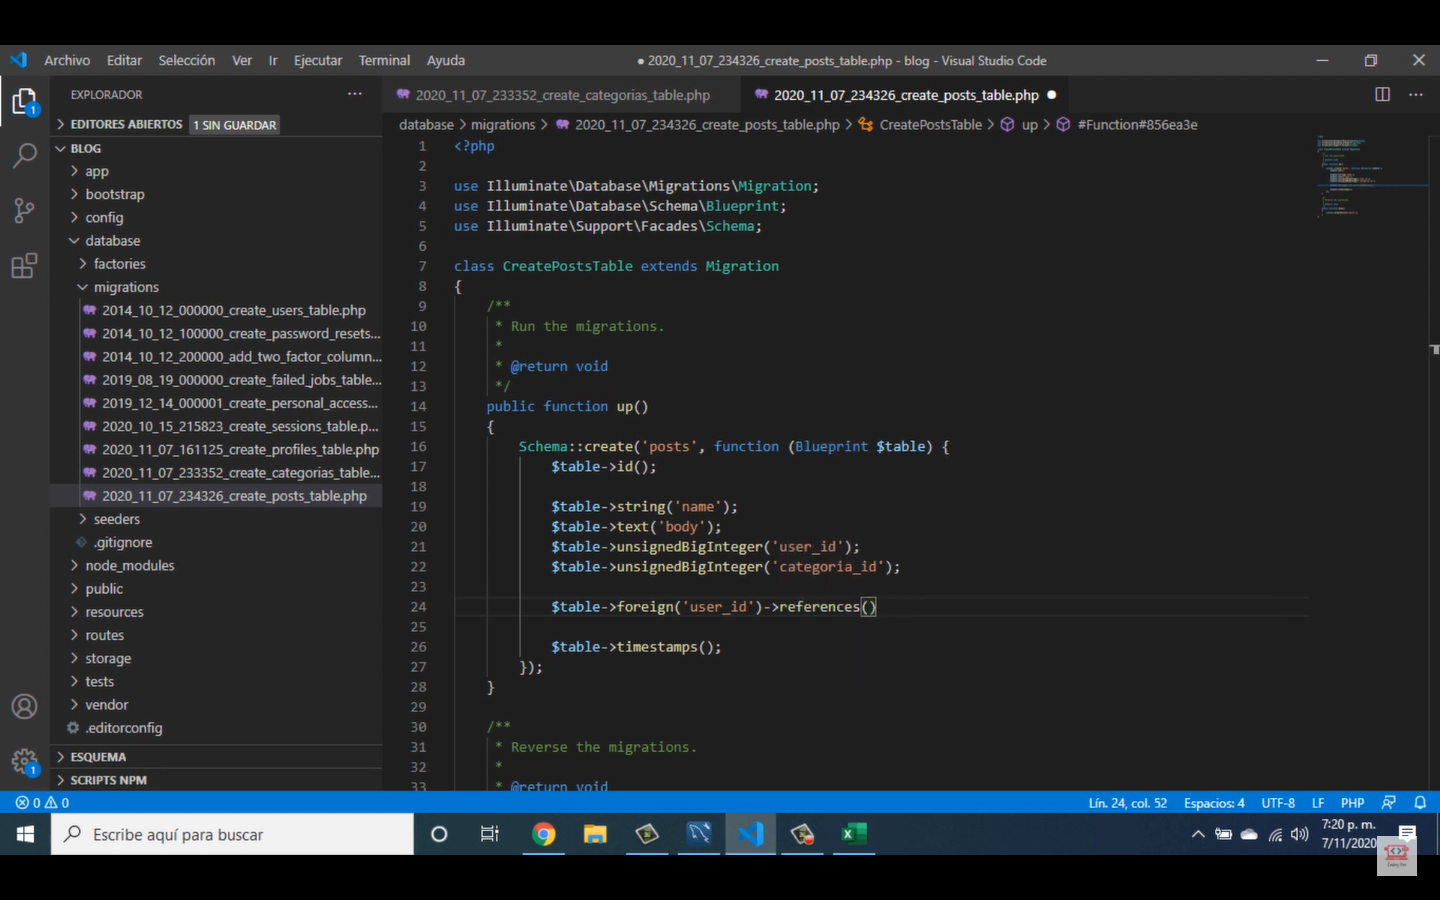 Archivo Editar Selección Ver Ir Ejecutar Terminal Ayuda
● 2020_11_07_234326_create_posts_table.php - blog - Visual Studio Code
EXPLORADOR ···
EDITORES ABIERTOS 1 SIN GUARDAR
BLOG
app
bootstrap
config
database
factories
migrations
2014_10_12_000000_create_users_table.php
2014_10_12_100000_create_password_resets...
2014_10_12_200000_add_two_factor_column...
2019_08_19_000000_create_failed_jobs_table...
2019_12_14_000001_create_personal_access...
2020_10_15_215823_create_sessions_table.p...
2020_11_07_161125_create_profiles_table.php
2020_11_07_233352_create_categorias_table...
2020_11_07_234326_create_posts_table.php
seeders
.gitignore
node_modules
public
resources
routes
storage
tests
vendor
.editorconfig
ESQUEMA
SCRIPTS NPM
1
1
2020_11_07_233352_create_categorias_table.php 2020_11_07_234326_create_posts_table.php ●
database > migrations > 2020_11_07_234326_create_posts_table.php > CreatePostsTable > up > #Function#856ea3e
1 <?php
2
3 use Illuminate\Database\Migrations\Migration;
4 use Illuminate\Database\Schema\Blueprint;
5 use Illuminate\Support\Facades\Schema;
6
7 class CreatePostsTable extends Migration
8 {
9 /**
10 * Run the migrations.
11 *
12 * @return void
13 */
14 public function up()
15 {
16 Schema::create('posts', function (Blueprint $table) {
17 $table->id();
18
19 $table->string('name');
20 $table->text('body');
21 $table->unsignedBigInteger('user_id');
22 $table->unsignedBigInteger('categoria_id');
23
24 $table->foreign('user_id')->references()
25
26 $table->timestamps();
27 });
28 }
29
30 /**
31 * Reverse the migrations.
32 *
33 * @return void
0 0 Lín. 24, col. 52 Espacios: 4 UTF-8 LF PHP
Escribe aquí para buscar
7:20 p. m.
7/11/2020